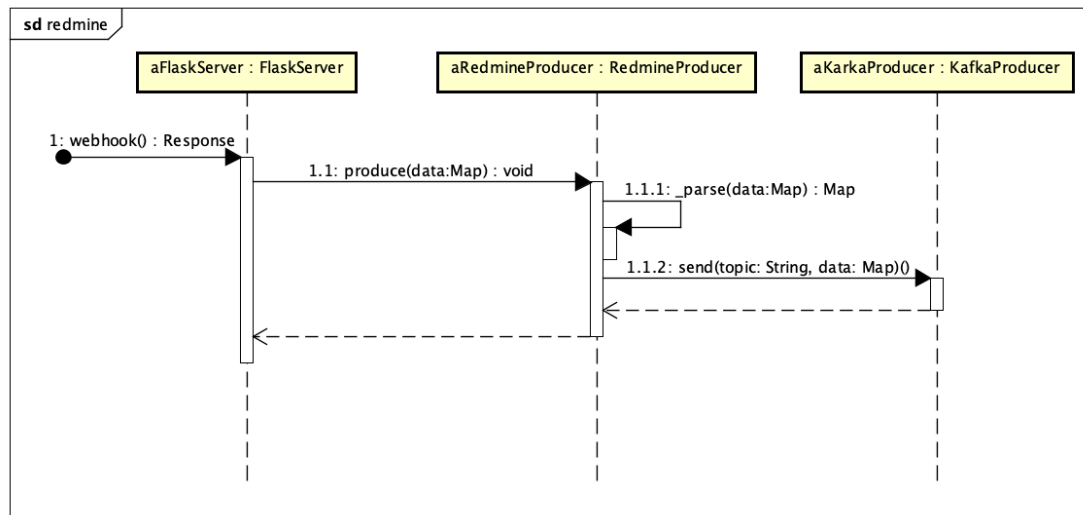 sd redmine
aFlaskServer : FlaskServer
aRedmineProducer : RedmineProducer
aKarkaProducer : KafkaProducer
1: webhook() : Response
1.1: produce(data:Map) : void
1.1.1: _parse(data:Map) : Map
1.1.2: send(topic: String, data: Map)()